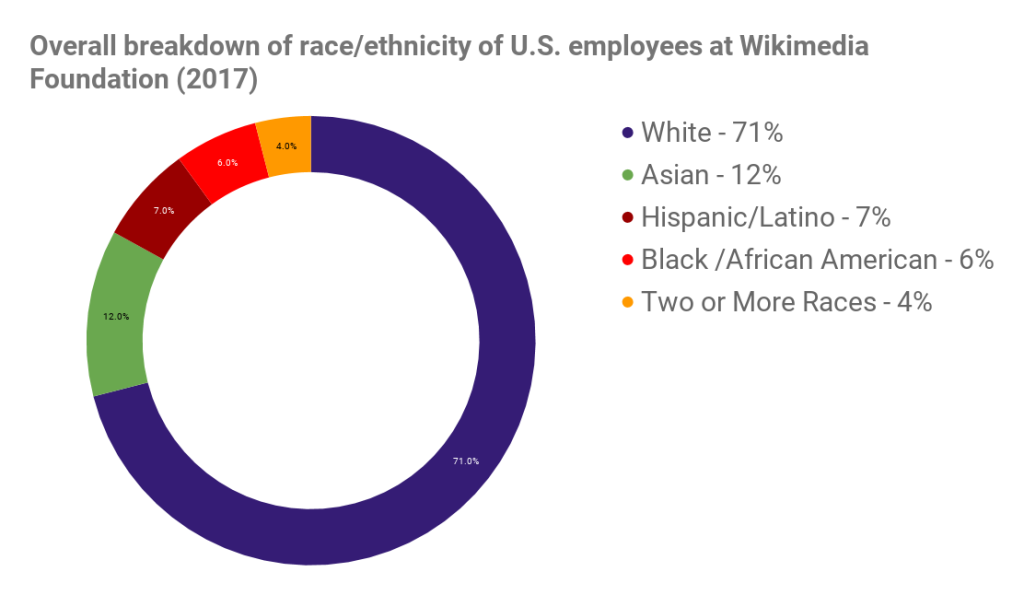 Overall breakdown of race/ethnicity of U.S. employees at Wikimedia
Foundation (2017)
4.0%
6.0%
7.0%
12.0%
71.0%
White - 71%
Asian - 12%
Hispanic/Latino - 7%
Black /African American - 6%
Two or More Races - 4%